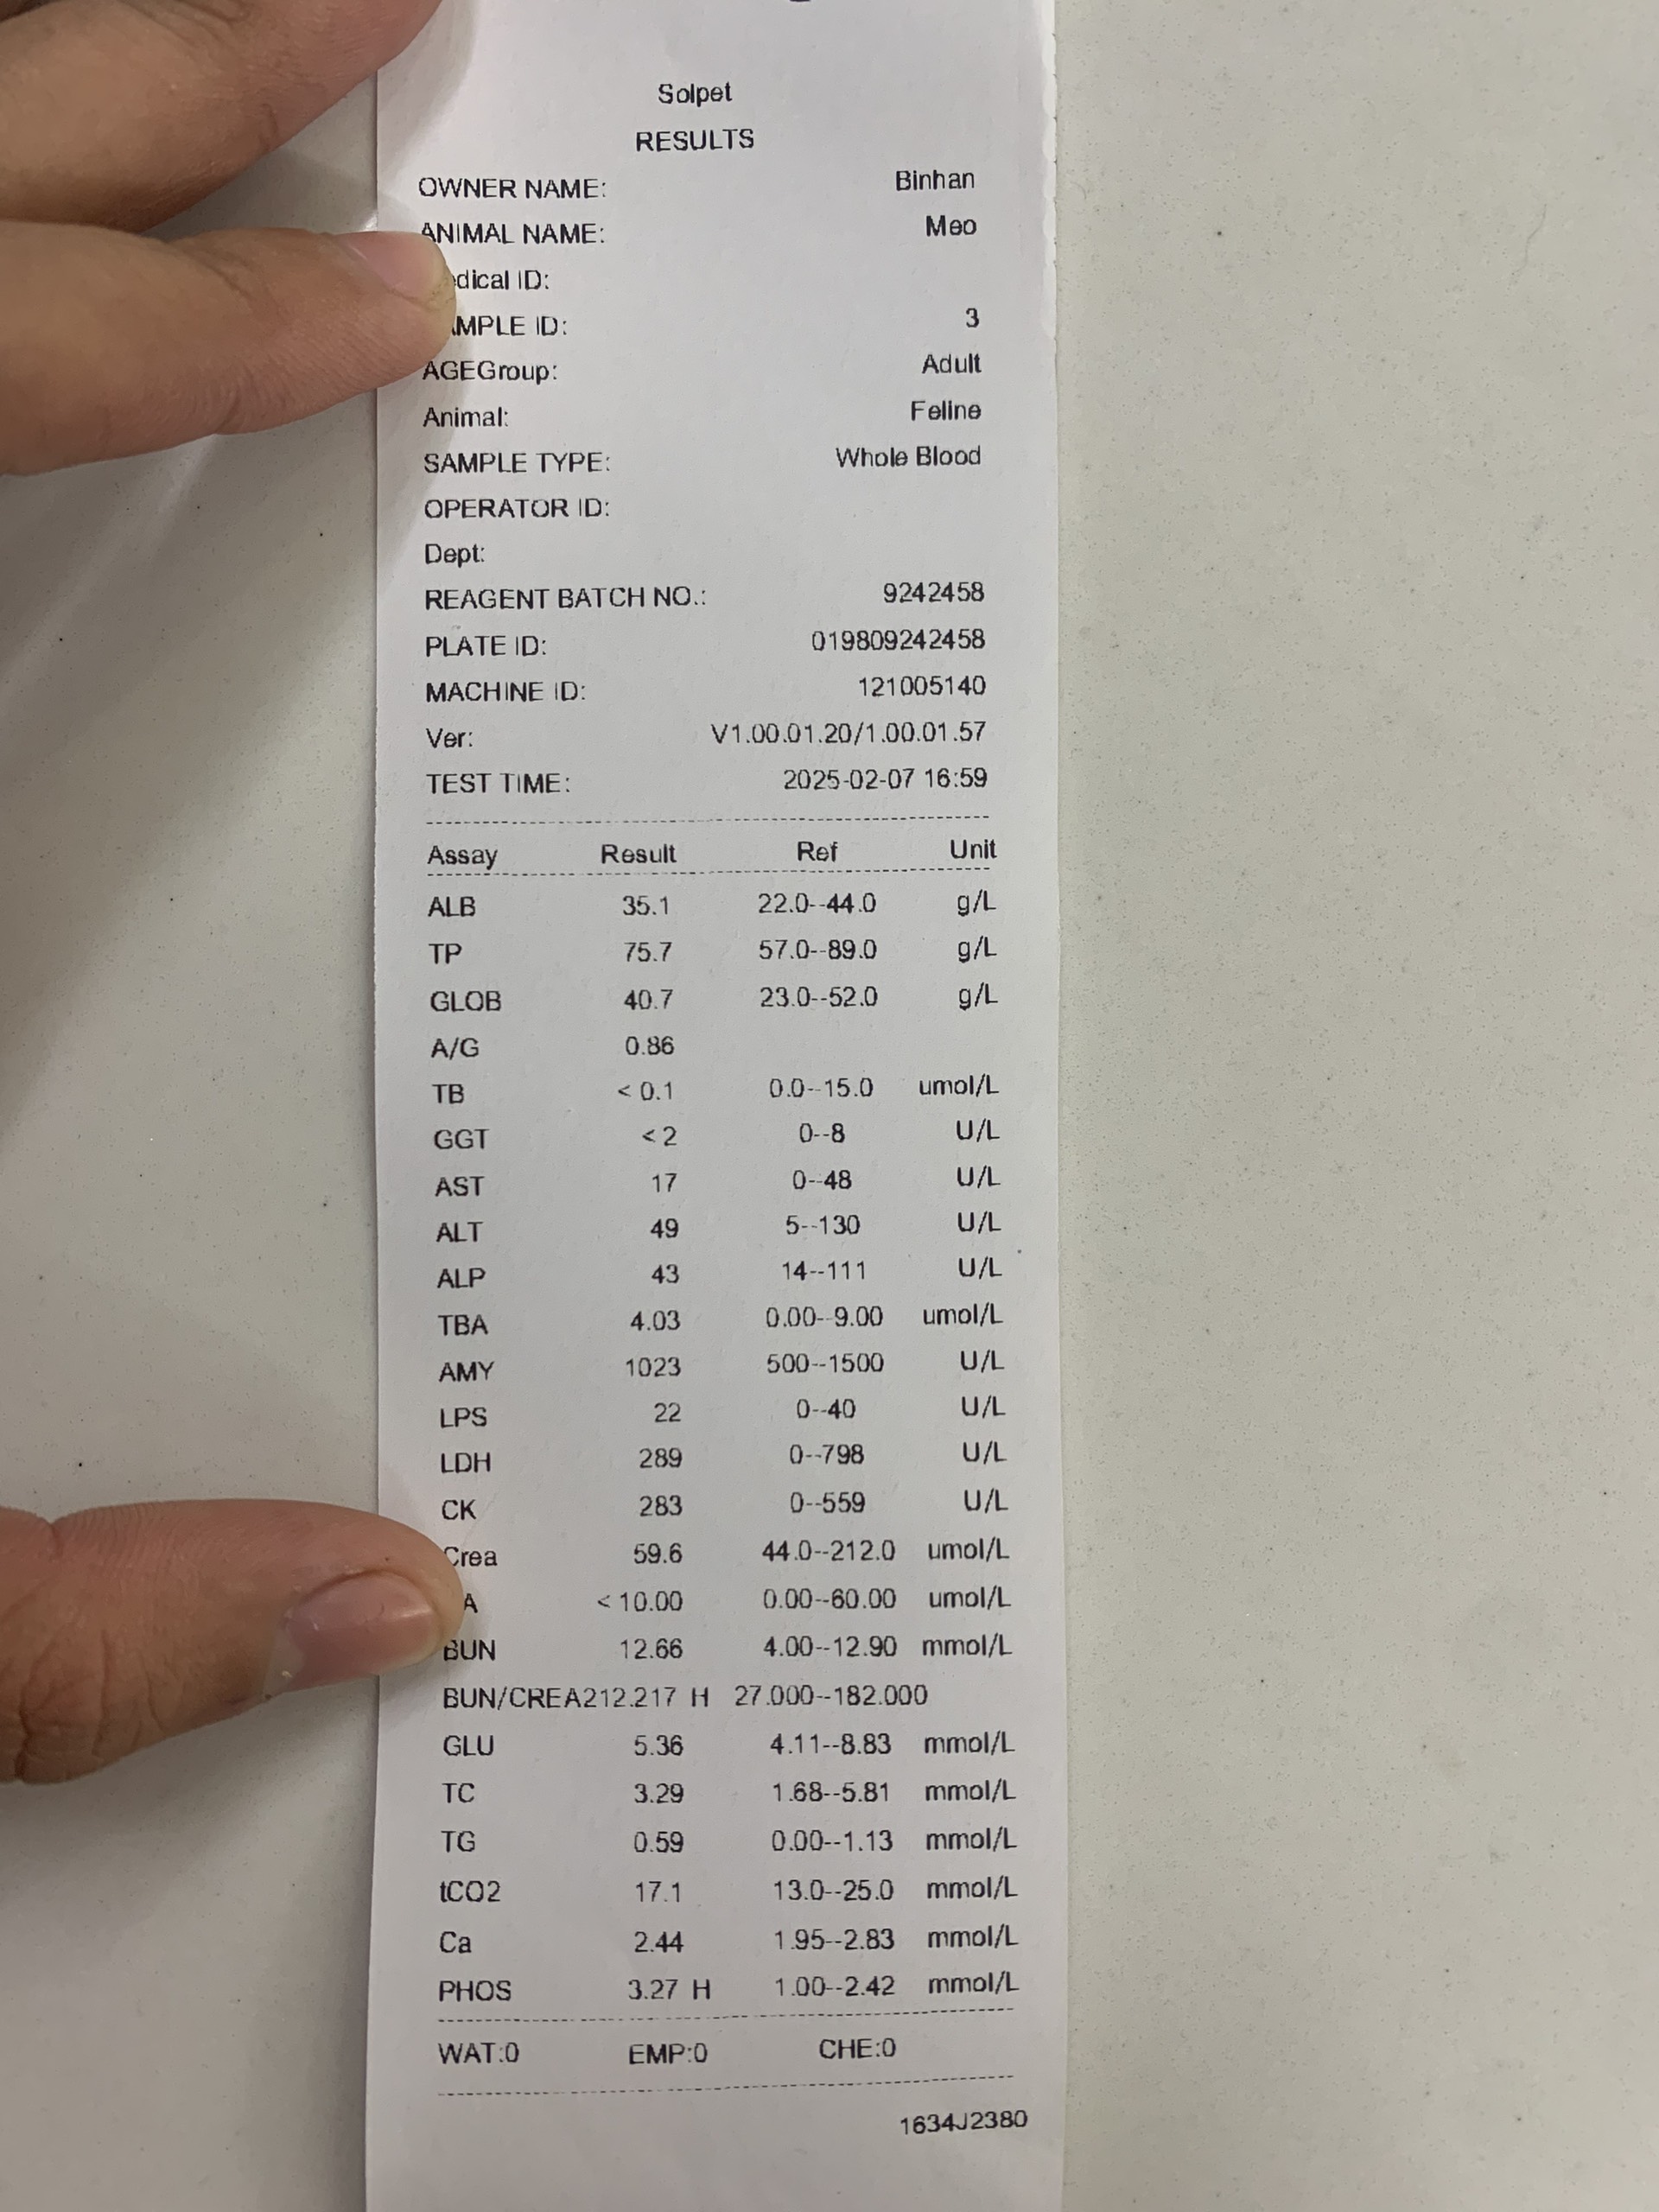 Solpet
RESULTS
OWNER NAME: Binhan
ANIMAL NAME: Meo
dical ID:
MPLE ID: 3
AGEGroup: Adult
Animal: Feline
SAMPLE TYPE: Whole Blood
OPERATOR ID:
Dept:
REAGENT BATCH NO.: 9242458
PLATE ID: 019809242458
MACHINE ID: 121005140
Ver: V1.00.01.20/1.00.01.57
TEST TIME: 2025-02-07 16:59
Assay Result Ref Unit
ALB 35.1 22.0--44.0 g/L
TP 75.7 57.0--89.0 g/L
GLOB 40.7 23.0--52.0 g/L
A/G 0.86
TB < 0.1 0.0--15.0 umol/L
GGT < 2 0--8 U/L
AST 17 0--48 U/L
ALT 49 5--130 U/L
ALP 43 14--111 U/L
TBA 4.03 0.00--9.00 umol/L
AMY 1023 500--1500 U/L
LPS 22 0--40 U/L
LDH 289 0--798 U/L
CK 283 0--559 U/L
Crea 59.6 44.0--212.0 umol/L
A < 10.00 0.00--60.00 umol/L
BUN 12.66 4.00--12.90 mmol/L
BUN/CREA212.217 H 27.000--182.000
GLU 5.36 4.11--8.83 mmol/L
TC 3.29 1.68--5.81 mmol/L
TG 0.59 0.00--1.13 mmol/L
tCO2 17.1 13.0--25.0 mmol/L
Ca 2.44 1.95--2.83 mmol/L
PHOS 3.27 H 1.00--2.42 mmol/L
WAT:0 EMP:0 CHE:0
1634J2380